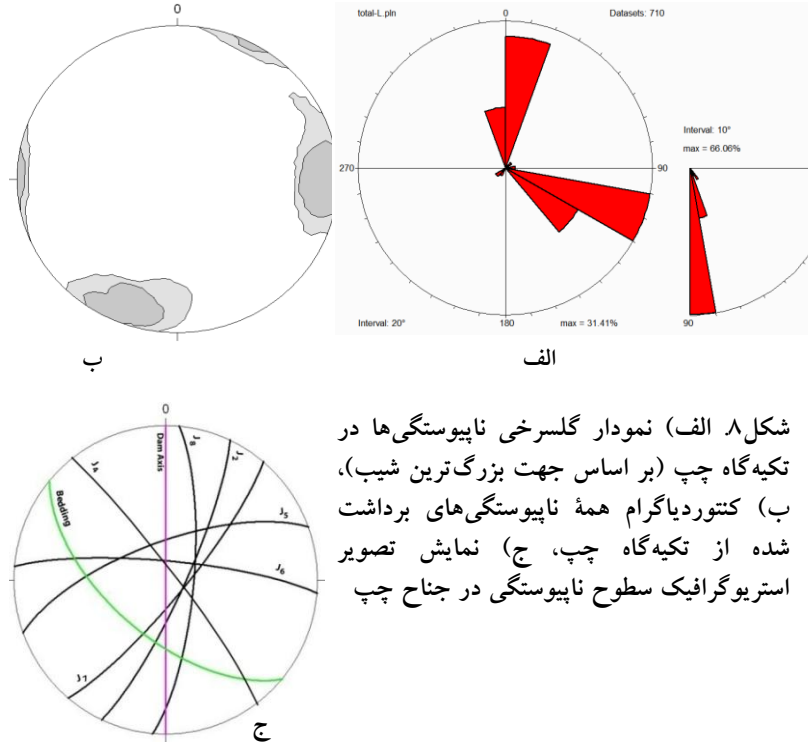 0
total-L.pln
0
Datasets: 710
Interval: 10°
max = 66.06%
270
90
Interval: 20°
180
max = 31.41%
90
ب
الف
0
Dam Axis
J8
J2
J4
J5
Bedding
J6
J7
ج
شکل۸. الف) نمودار گلسرخی ناپیوستگی‌ها در
تکیه‌گاه چپ (بر اساس جهت بزرگ‌ترین شیب)،
ب) کنتوردیاگرام همهٔ ناپیوستگی‌های برداشت
شده از تکیه‌گاه چپ، ج) نمایش تصویر
استریوگرافیک سطوح ناپیوستگی در جناح چپ